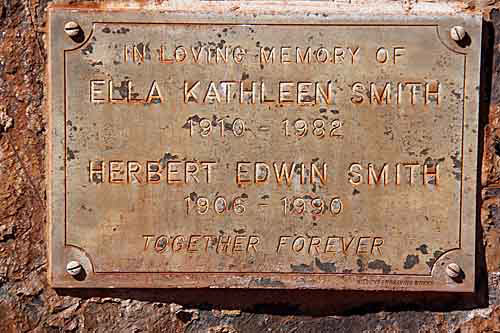 IN LOVING MEMORY OF
ELLA KATHLEEN SMITH
1910 - 1982
HERBERT EDWIN SMITH
1906 - 1990
TOGETHER FOREVER